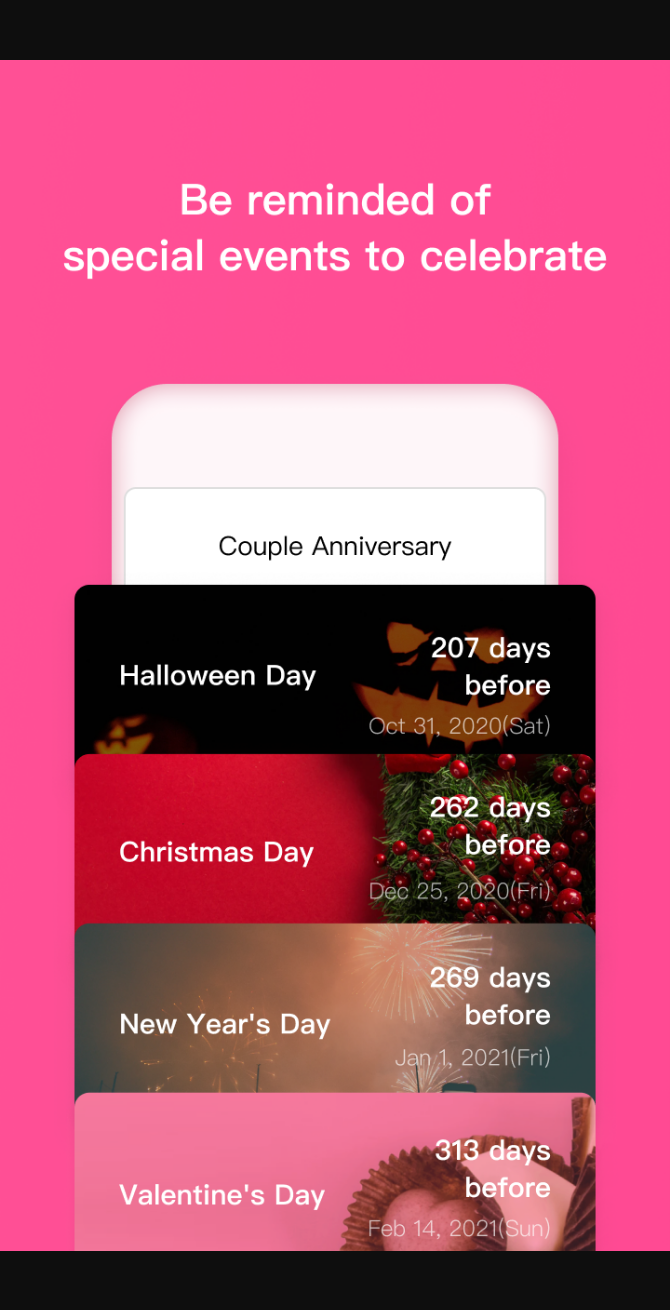 Be reminded of
special events to celebrate
Couple Anniversary
Halloween Day
207 days
before
Oct 31, 2020(Sat)
Christmas Day
262 days
before
Dec 25, 2020(Fri)
New Year's Day
269 days
before
Jan 1, 2021(Fri)
Valentine's Day
313 days
before
Feb 14, 2021(Sun)